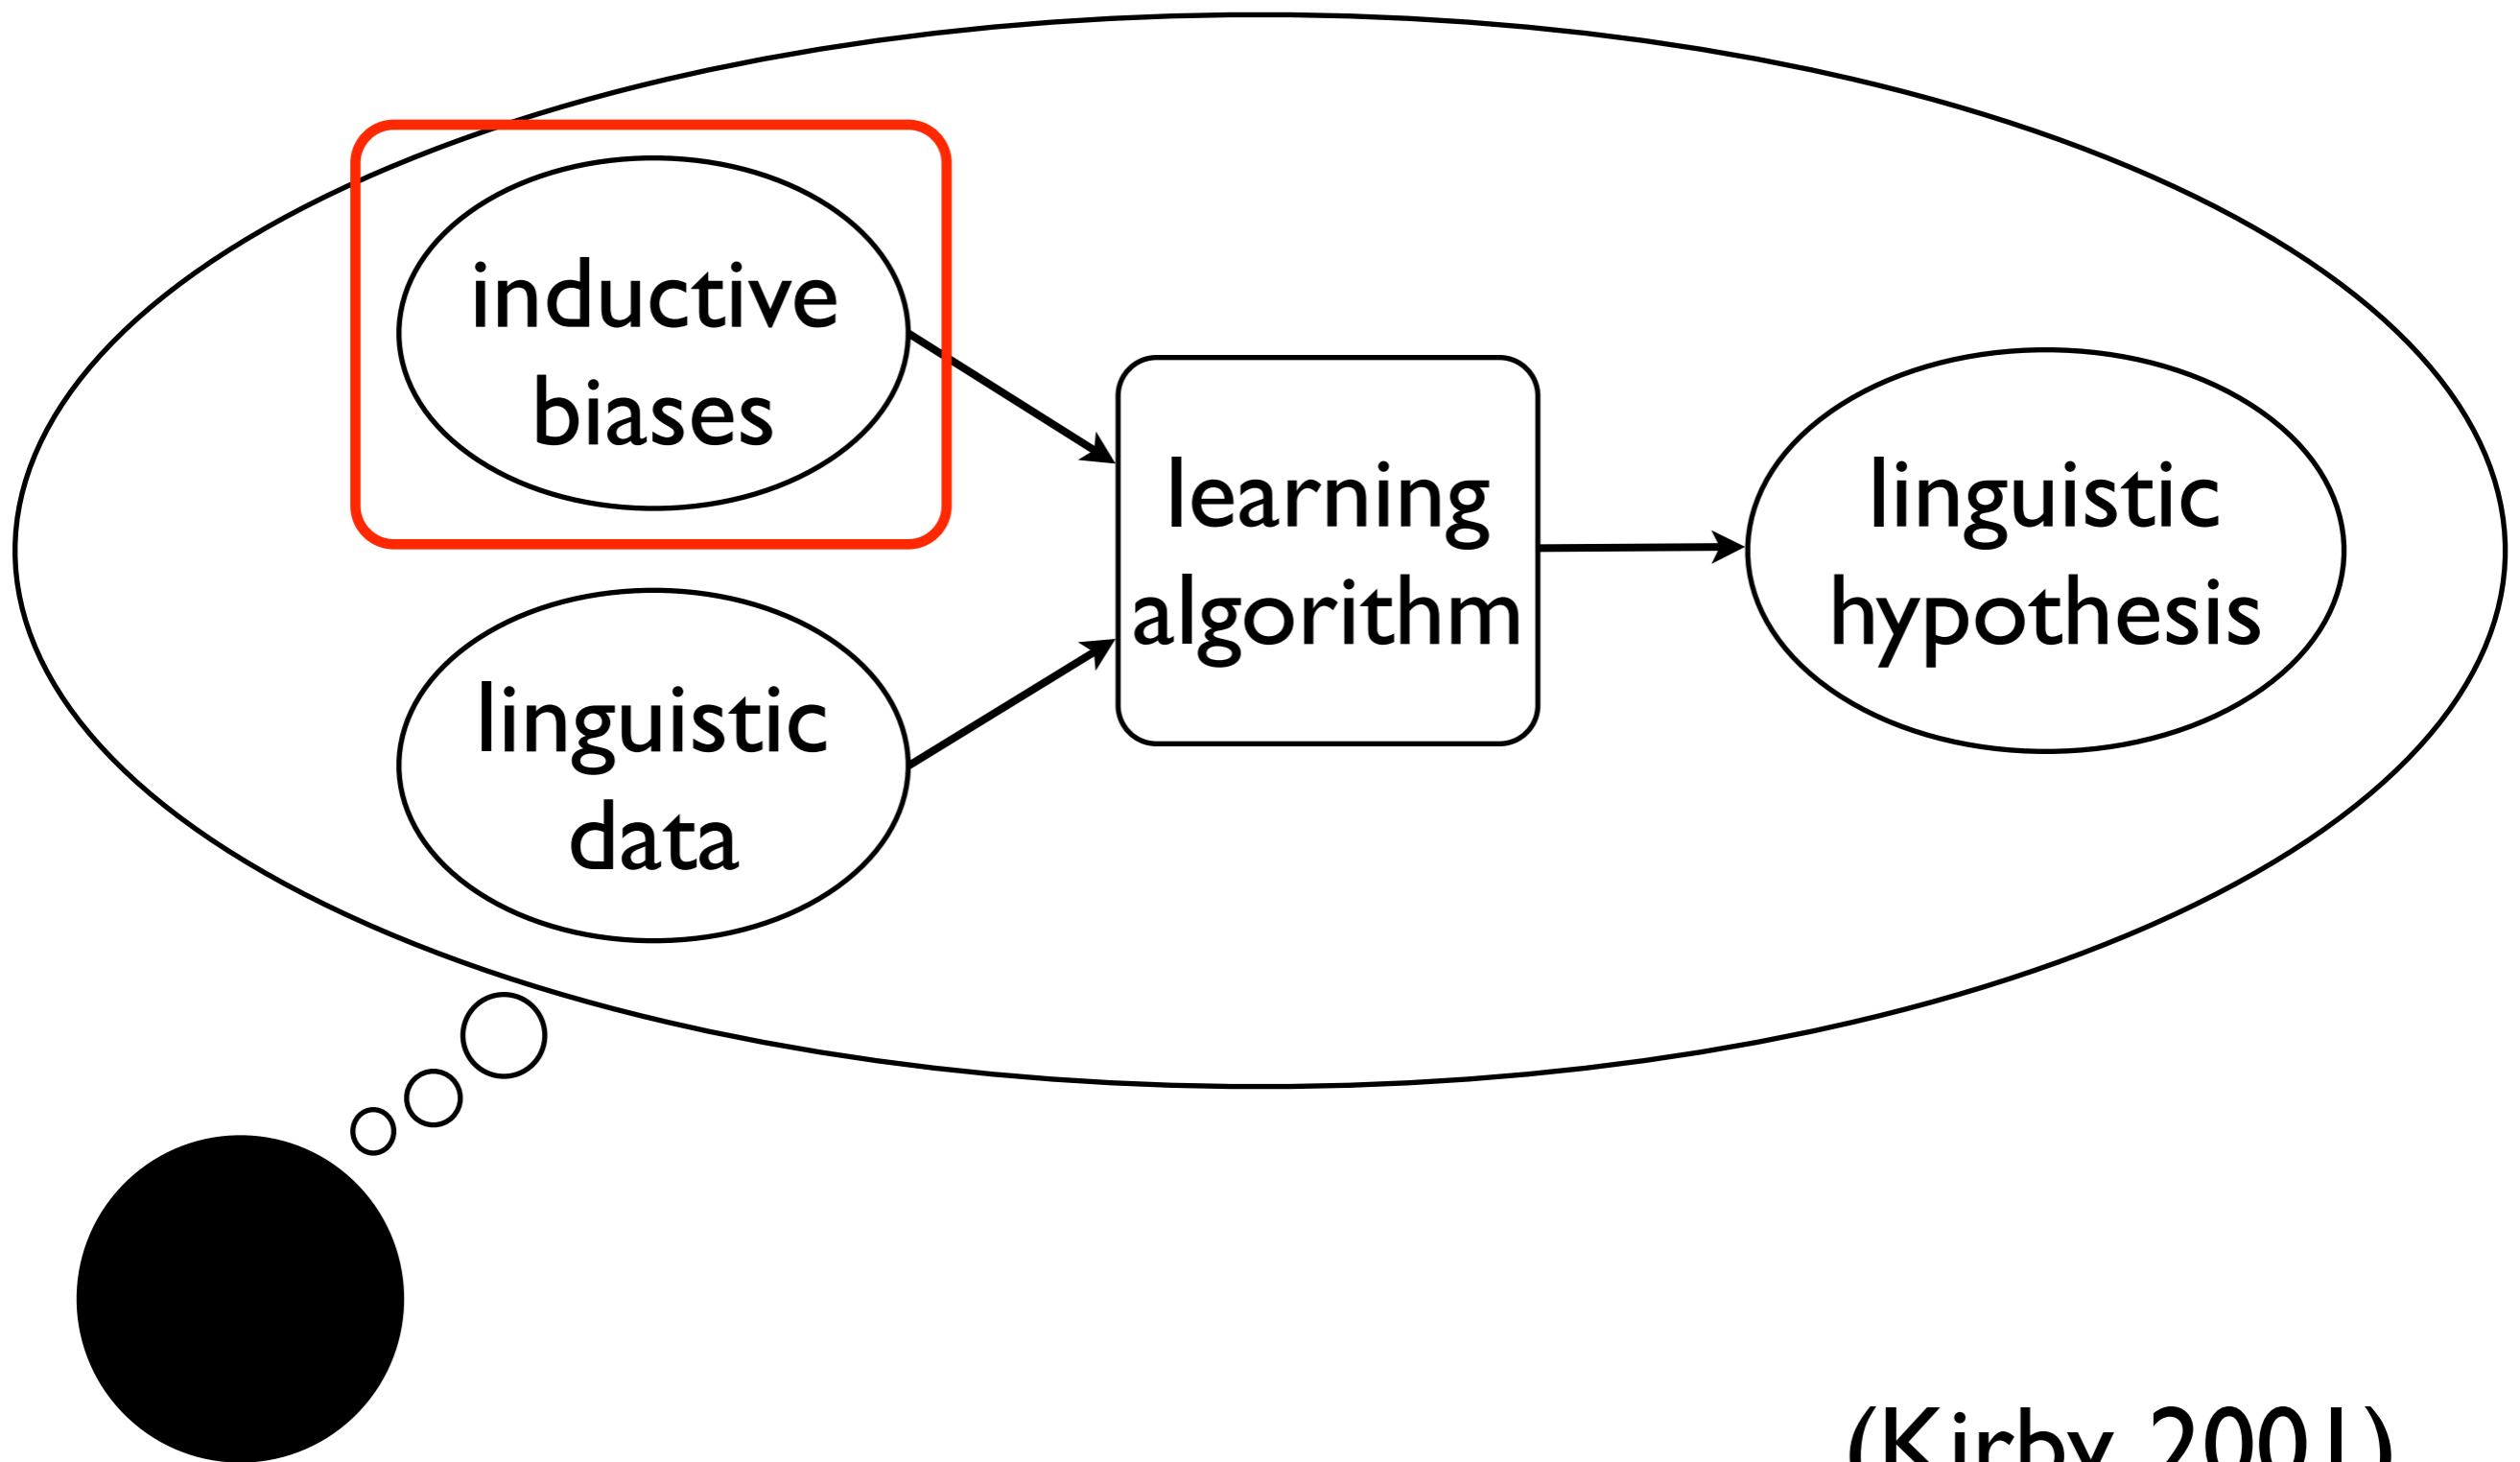 inductive
biases
learning
algorithm
linguistic
hypothesis
linguistic
data
(Kirby 2001)